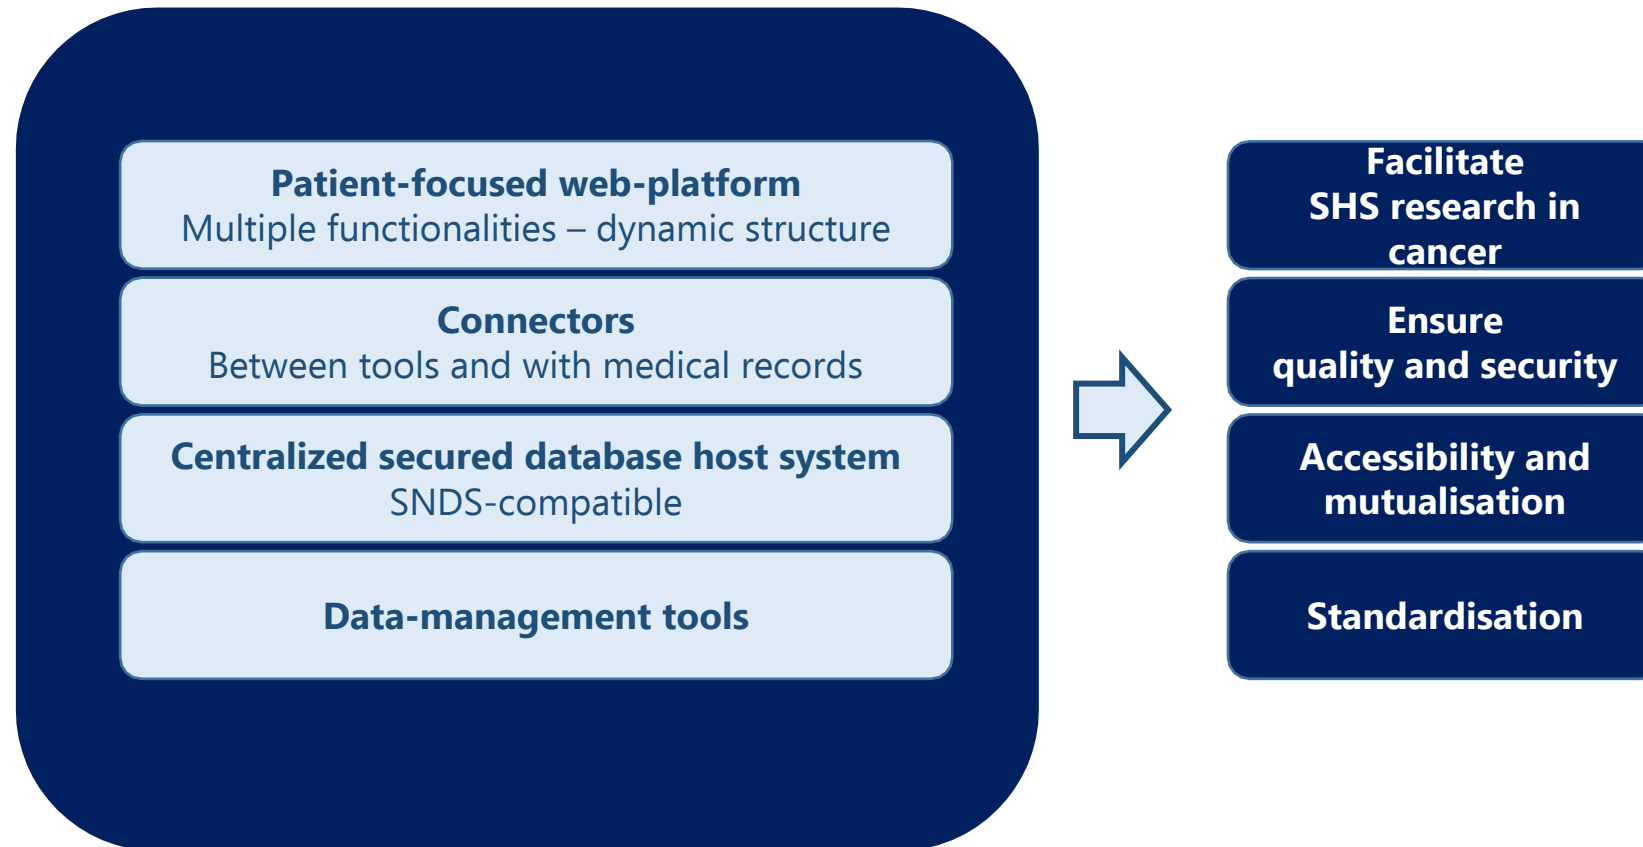 Patient-focused web-platform
Multiple functionalities – dynamic structure
Connectors
Between tools and with medical records
Centralized secured database host system
SNDS-compatible
Data-management tools
Facilitate
SHS research in
cancer
Ensure
quality and security
Accessibility and
mutualisation
Standardisation